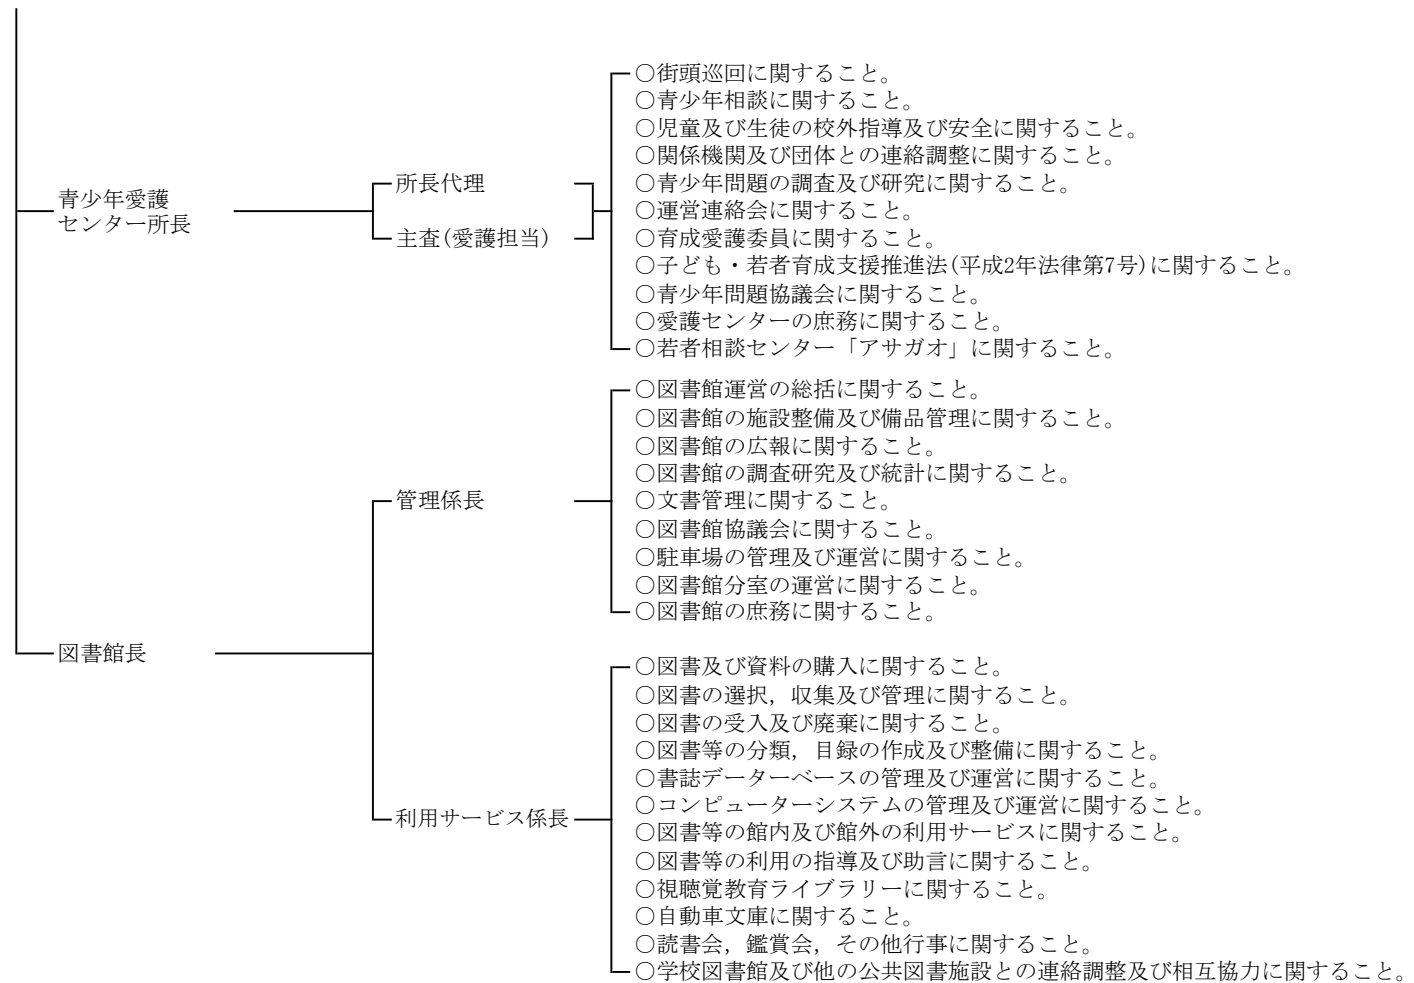 青少年愛護
センター所長
所長代理
主査(愛護担当)
○街頭巡回に関すること。
○青少年相談に関すること。
○児童及び生徒の校外指導及び安全に関すること。
○関係機関及び団体との連絡調整に関すること。
○青少年問題の調査及び研究に関すること。
○運営連絡会に関すること。
○育成愛護委員に関すること。
○子ども・若者育成支援推進法(平成2年法律第7号)に関すること。
○青少年問題協議会に関すること。
○愛護センターの庶務に関すること。
○若者相談センター「アサガオ」に関すること。
図書館長
管理係長
○図書館運営の総括に関すること。
○図書館の施設整備及び備品管理に関すること。
○図書館の広報に関すること。
○図書館の調査研究及び統計に関すること。
○文書管理に関すること。
○図書館協議会に関すること。
○駐車場の管理及び運営に関すること。
○図書館分室の運営に関すること。
○図書館の庶務に関すること。
利用サービス係長
○図書及び資料の購入に関すること。
○図書の選択，収集及び管理に関すること。
○図書の受入及び廃棄に関すること。
○図書等の分類，目録の作成及び整備に関すること。
○書誌データーベースの管理及び運営に関すること。
○コンピューターシステムの管理及び運営に関すること。
○図書等の館内及び館外の利用サービスに関すること。
○図書等の利用の指導及び助言に関すること。
○視聴覚教育ライブラリーに関すること。
○自動車文庫に関すること。
○読書会，鑑賞会，その他行事に関すること。
○学校図書館及び他の公共図書施設との連絡調整及び相互協力に関すること。